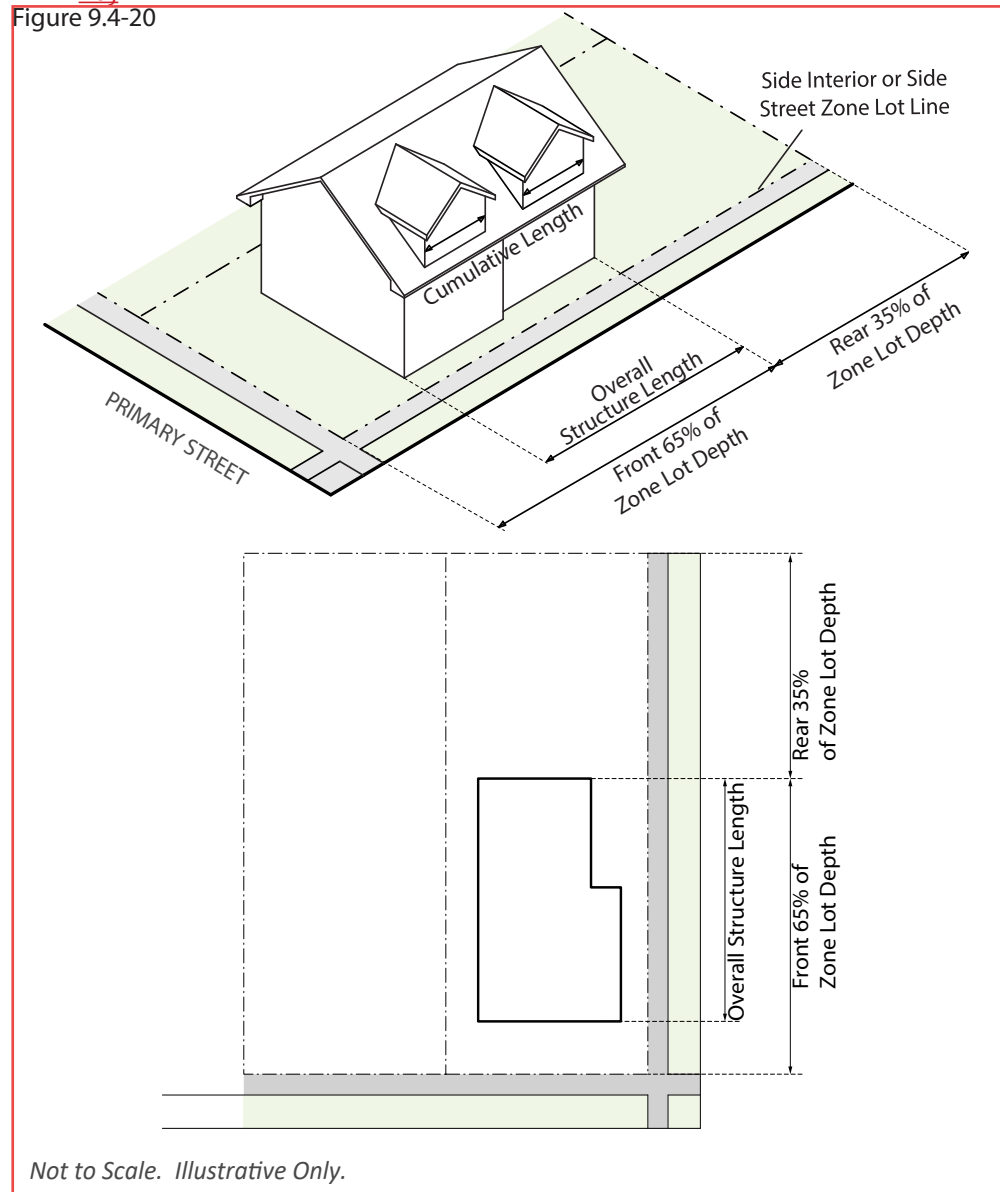 Figure 9.4-20
Side Interior or Side
Street Zone Lot Line
Cumulative Length
PRIMARY STREET
Overall
Structure Length
Front 65% of
Zone Lot Depth
Rear 35% of
Zone Lot Depth
Rear 35%
of Zone Lot Depth
Overall Structure Length
Front 65% of
Zone Lot Depth
Not to Scale.  Illustrative Only.